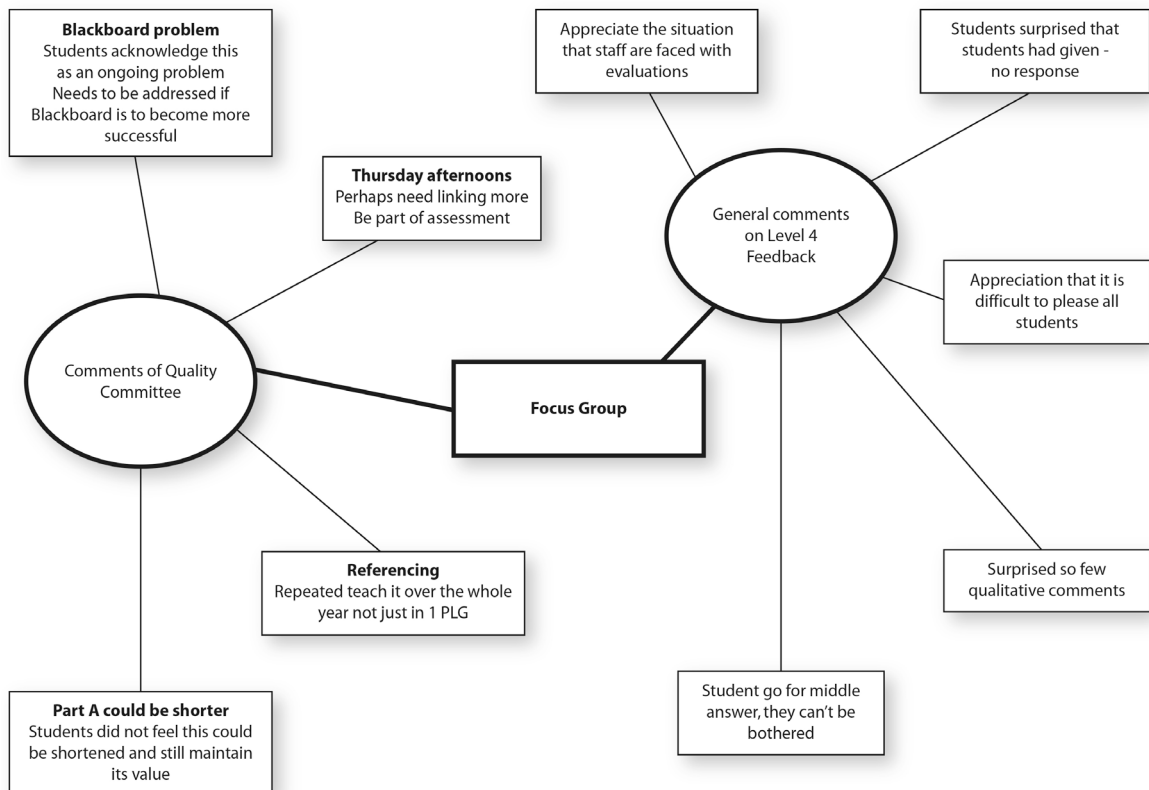 Blackboard problem
Students acknowledge this
as an ongoing problem
Needs to be addressed if
Blackboard is to become more
successful
Thursday afternoons
Perhaps need linking more
Be part of assessment
Comments of Quality
Committee
Referencing
Repeated teach it over the whole
year not just in 1 PLG
Part A could be shorter
Students did not feel this could
be shortened and still maintain
its value
Focus Group
Appreciate the situation
that staff are faced with
evaluations
Students surprised that
students had given -
no response
General comments
on Level 4
Feedback
Appreciation that it is
difficult to please all
students
Surprised so few
qualitative comments
Student go for middle
answer, they can't be
bothered